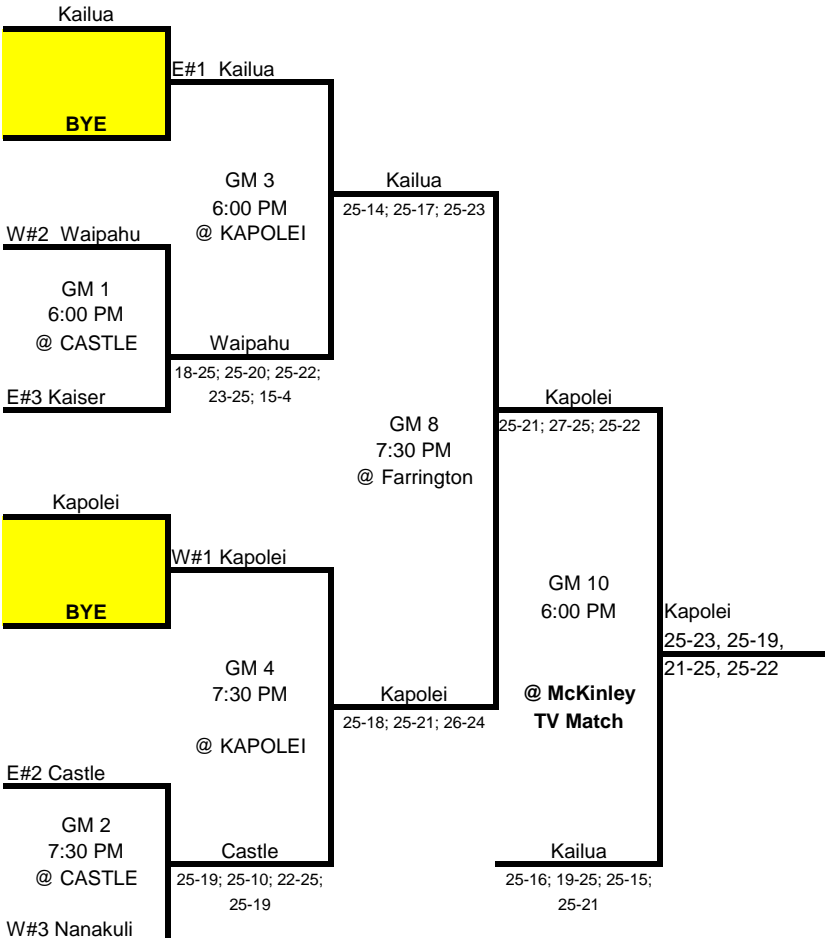 Kailua
E#1 Kailua
BYE
GM 3
6:00 PM
@ KAPOLEI
Kailua
25-14; 25-17; 25-23
W#2 Waipahu
GM 1
6:00 PM
@ CASTLE
Waipahu
18-25; 25-20; 25-22;
23-25; 15-4
E#3 Kaiser
GM 8
7:30 PM
@ Farrington
Kapolei
25-21; 27-25; 25-22
Kapolei
W#1 Kapolei
BYE
GM 10
6:00 PM
@ McKinley
TV Match
Kapolei
25-23, 25-19,
21-25, 25-22
GM 4
7:30 PM
@ KAPOLEI
Kapolei
25-18; 25-21; 26-24
E#2 Castle
GM 2
7:30 PM
@ CASTLE
Castle
25-19; 25-10; 22-25;
25-19
Kailua
25-16; 19-25; 25-15;
25-21
W#3 Nanakuli